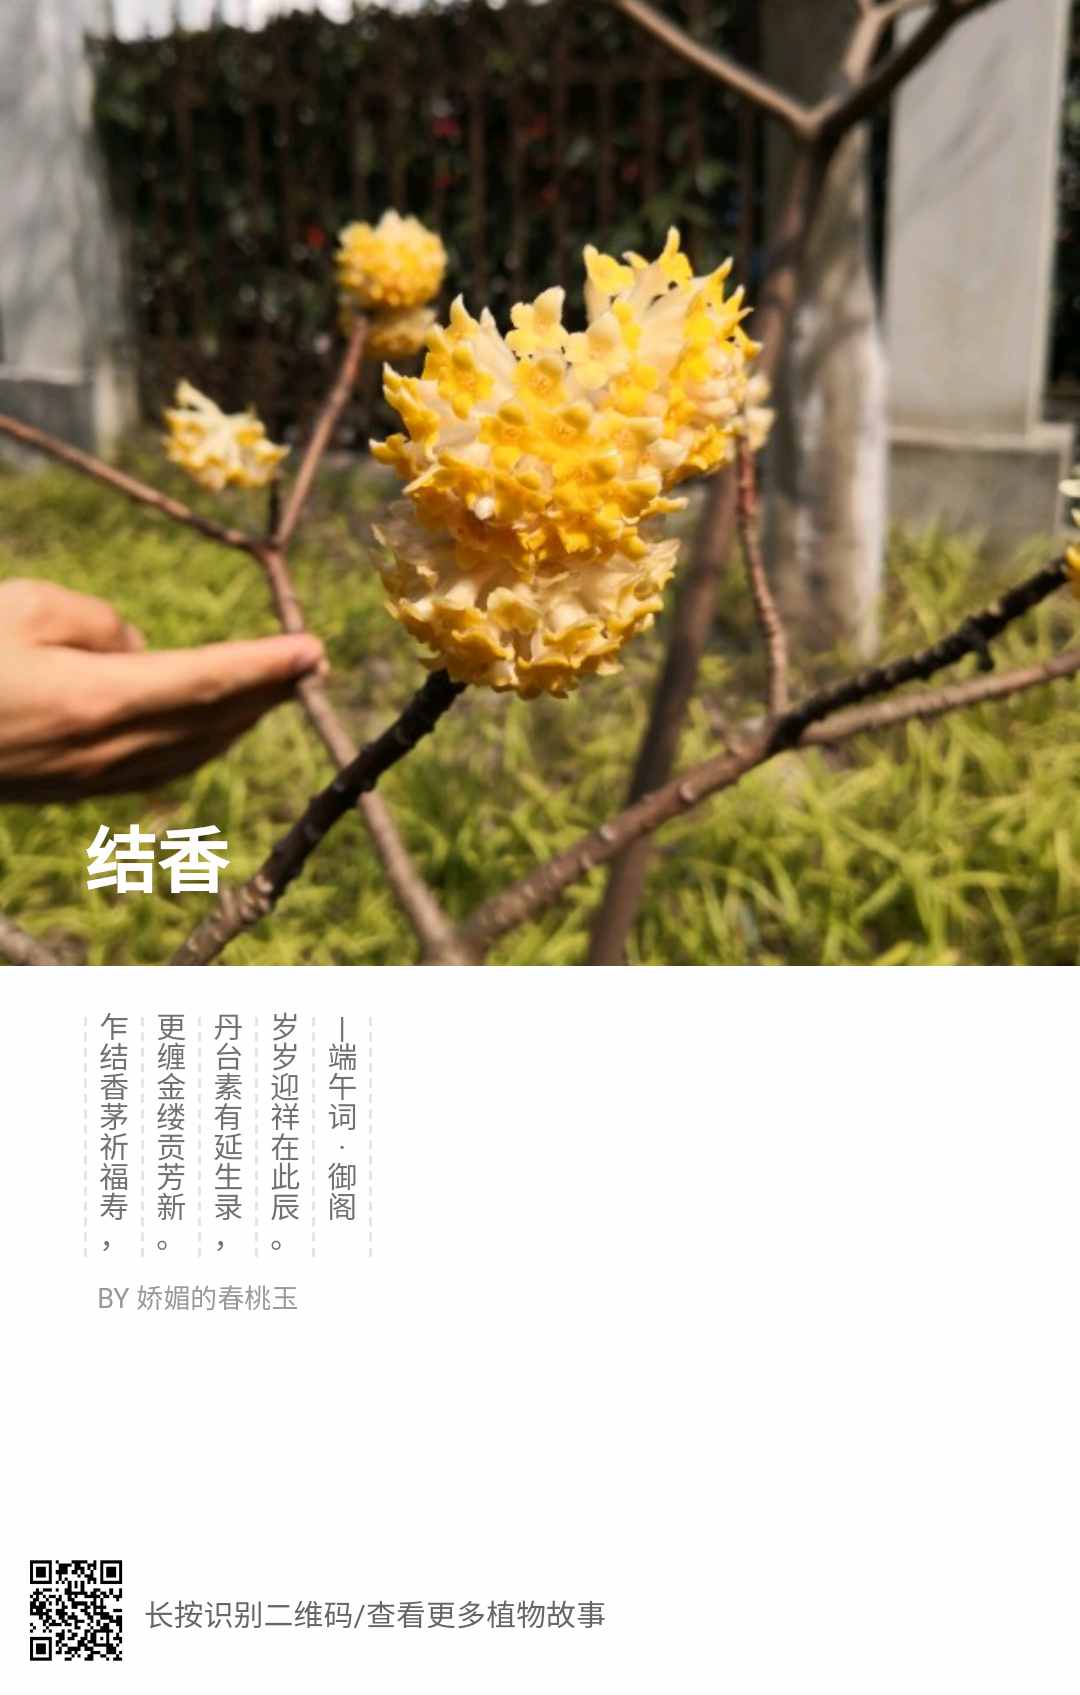 结香
乍结香茅祈福寿，
更缠金缕贡芳新。
丹台素有延生录，
岁岁迎祥在此辰。
—端午词·御阁
BY 娇媚的春桃玉
长按识别二维码/查看更多植物故事